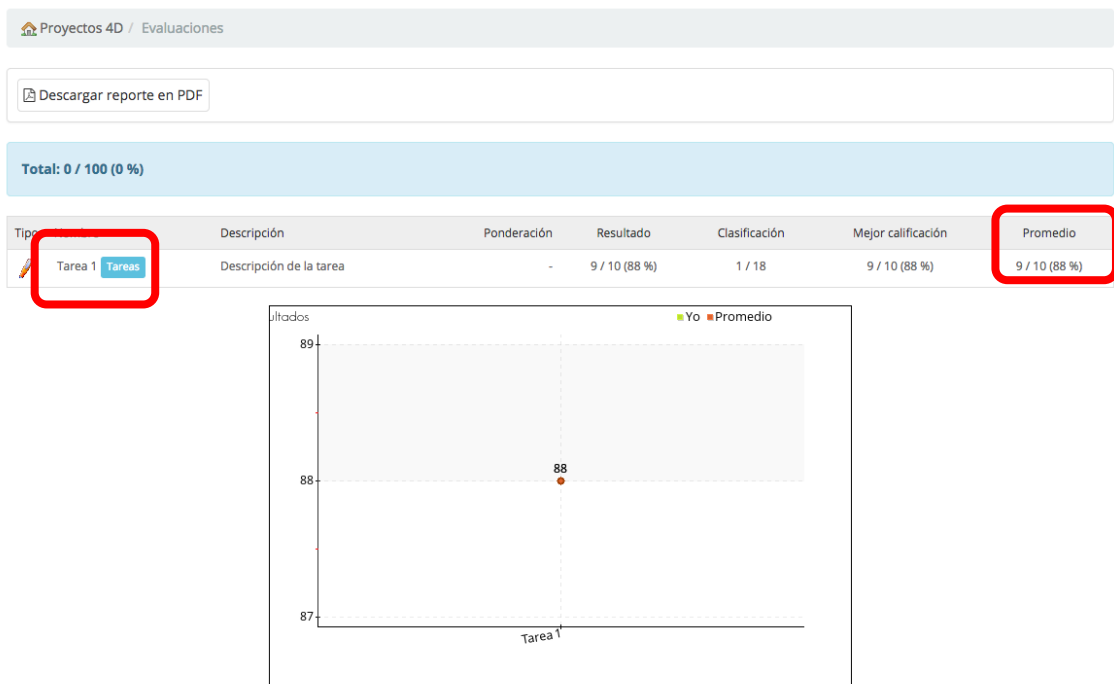 Proyectos 4D / Evaluaciones
Descargar reporte en PDF
Total: 0 / 100 (0 %)
Tipo Descripción Ponderación Resultado Clasificación Mejor calificación Promedio
Tarea 1 Tareas Descripción de la tarea - 9 / 10 (88 %) 1 / 18 9 / 10 (88 %) 9 / 10 (88 %)
ultados Yo Promedio
89
88
88
87
Tarea 1